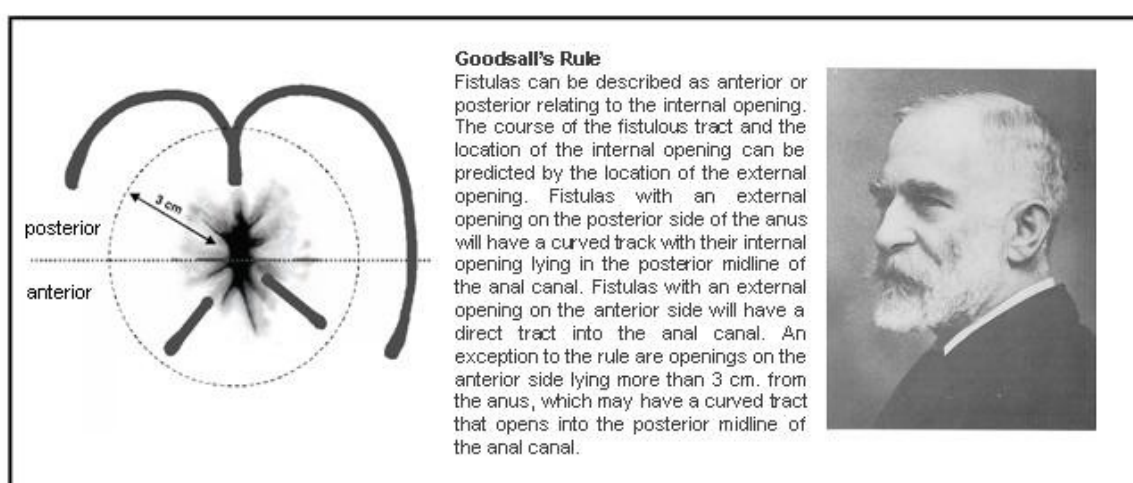 3 cm
posterior
anterior
Goodsall's Rule
Fistulas can be described as anterior or
posterior relating to the internal opening.
The course of the fistulous tract and the
location of the internal opening can be
predicted by the location of the external
opening. Fistulas with an external
opening on the posterior side of the anus
will have a curved track with their internal
opening lying in the posterior midline of
the anal canal. Fistulas with an external
opening on the anterior side will have a
direct tract into the anal canal. An
exception to the rule are openings on the
anterior side lying more than 3 cm. from
the anus, which may have a curved tract
that opens into the posterior midline of
the anal canal.